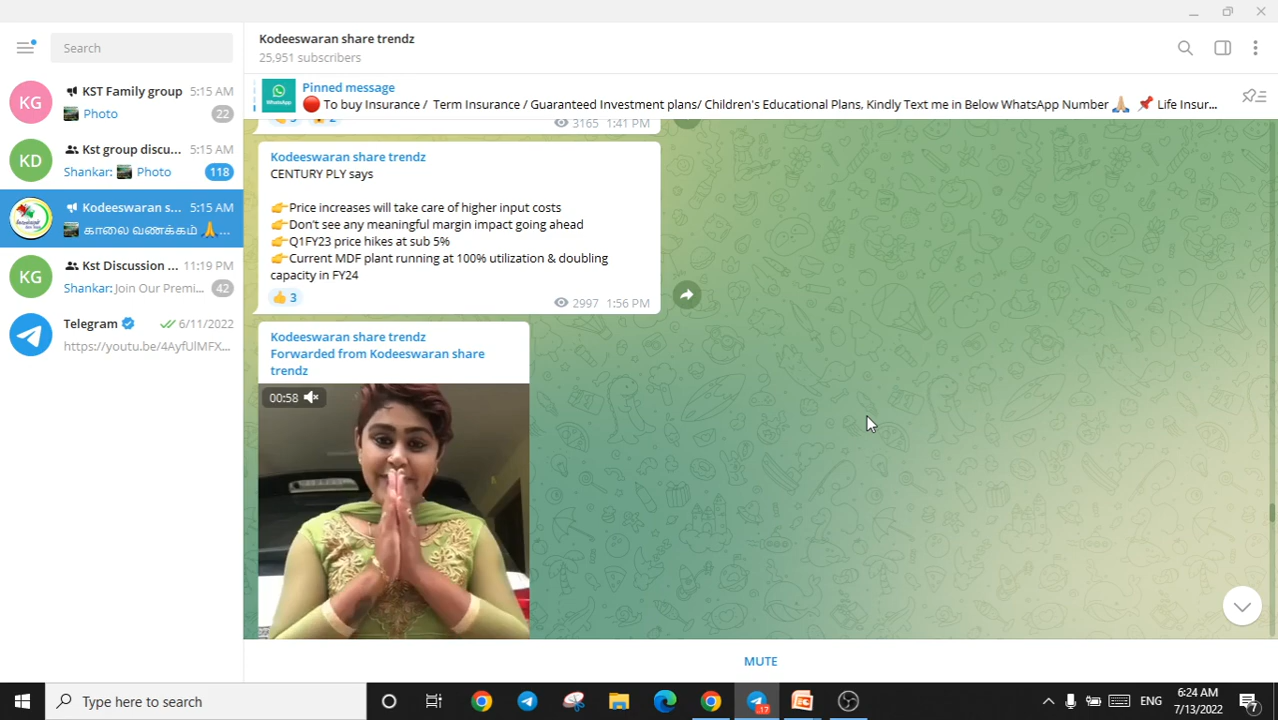 Search
KG
KST Family group
5:15 AM
Photo
22
KD
Kst group discu...
5:15 AM
Shankar: Photo
118
Kodeeswaran s...
5:15 AM
காலை வணக்கம் 🙏...
KG
Kst Discussion ...
11:19 PM
Shankar: Join Our Premi...
42
Telegram
6/11/2022
https://youtu.be/4AyfUlMFX...
Kodeeswaran share trendz
25,951 subscribers
WhatsApp
Pinned message
🔴 To buy Insurance / Term Insurance / Guaranteed Investment plans/ Children's Educational Plans, Kindly Text me in Below WhatsApp Number 🙏 📌 Life Insur...
3165 1:41 PM
Kodeeswaran share trendz
CENTURY PLY says
👉Price increases will take care of higher input costs
👉Don't see any meaningful margin impact going ahead
👉Q1FY23 price hikes at sub 5%
👉Current MDF plant running at 100% utilization & doubling
capacity in FY24
👍 3
2997 1:56 PM
Kodeeswaran share trendz
Forwarded from Kodeeswaran share
trendz
00:58
MUTE
Type here to search
17
ENG
6:24 AM
7/13/2022
7